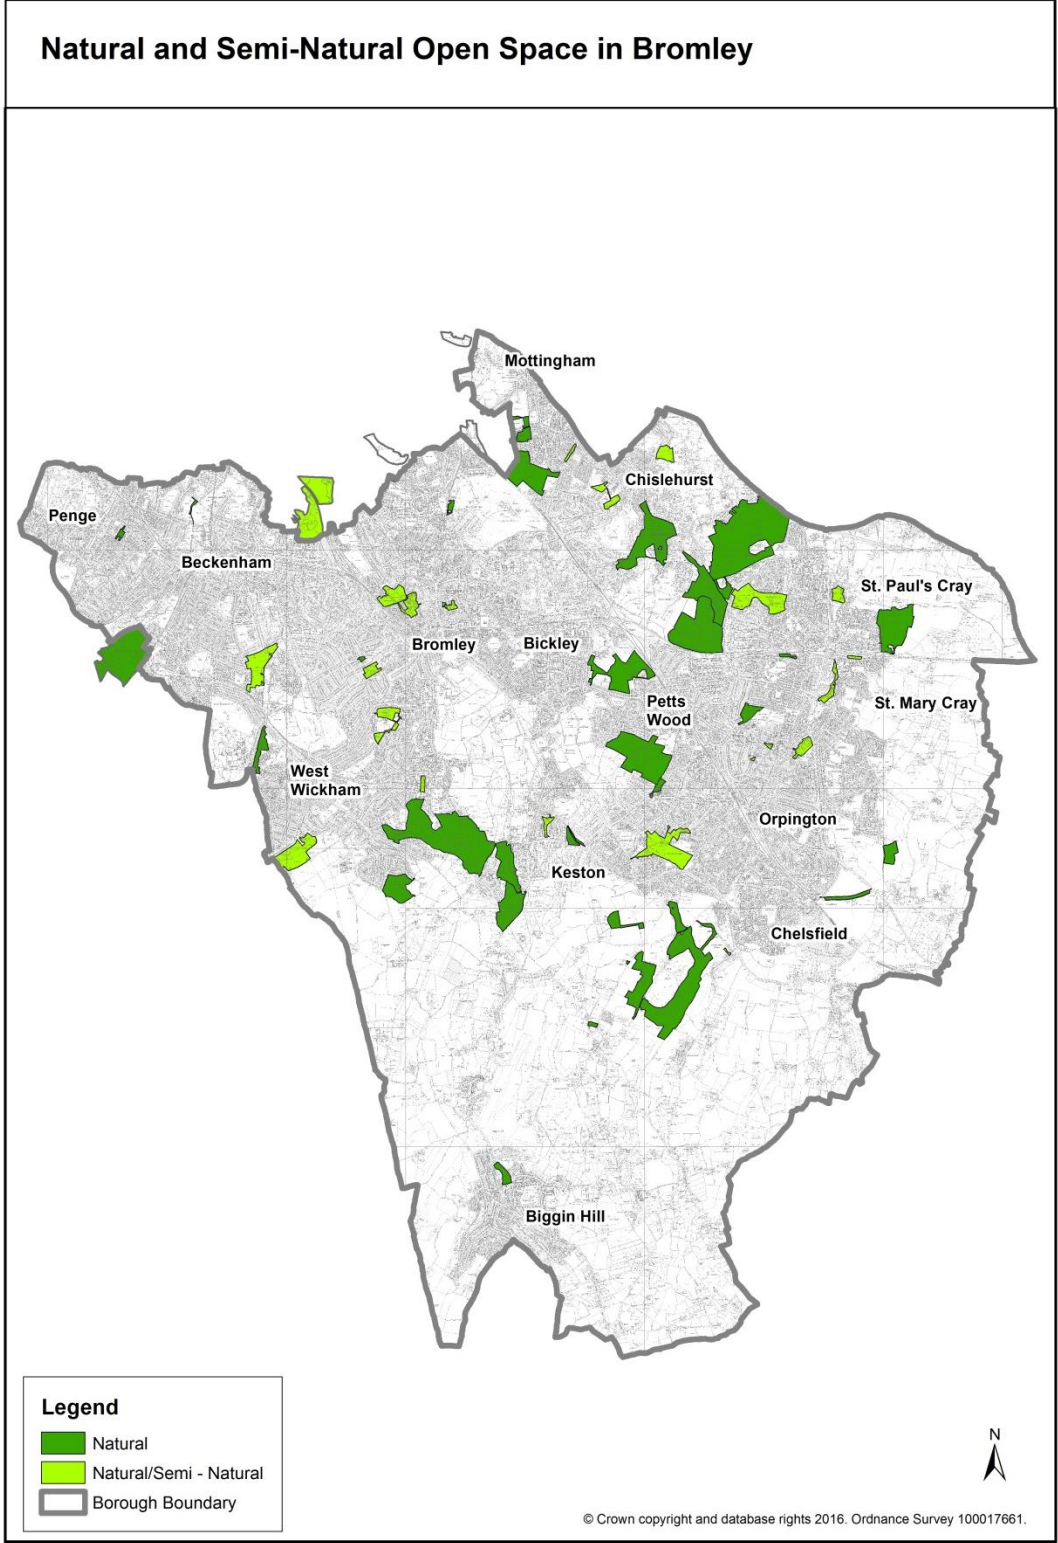 Natural and Semi-Natural Open Space in Bromley
Mottingham
Chislehurst
Penge
Beckenham
St. Paul's Cray
Bromley
Bickley
Petts
Wood
St. Mary Cray
West
Wickham
Orpington
Keston
Chelsfield
Biggin Hill
Legend
Natural
Natural/Semi - Natural
Borough Boundary
N
© Crown copyright and database rights 2016. Ordnance Survey 100017661.